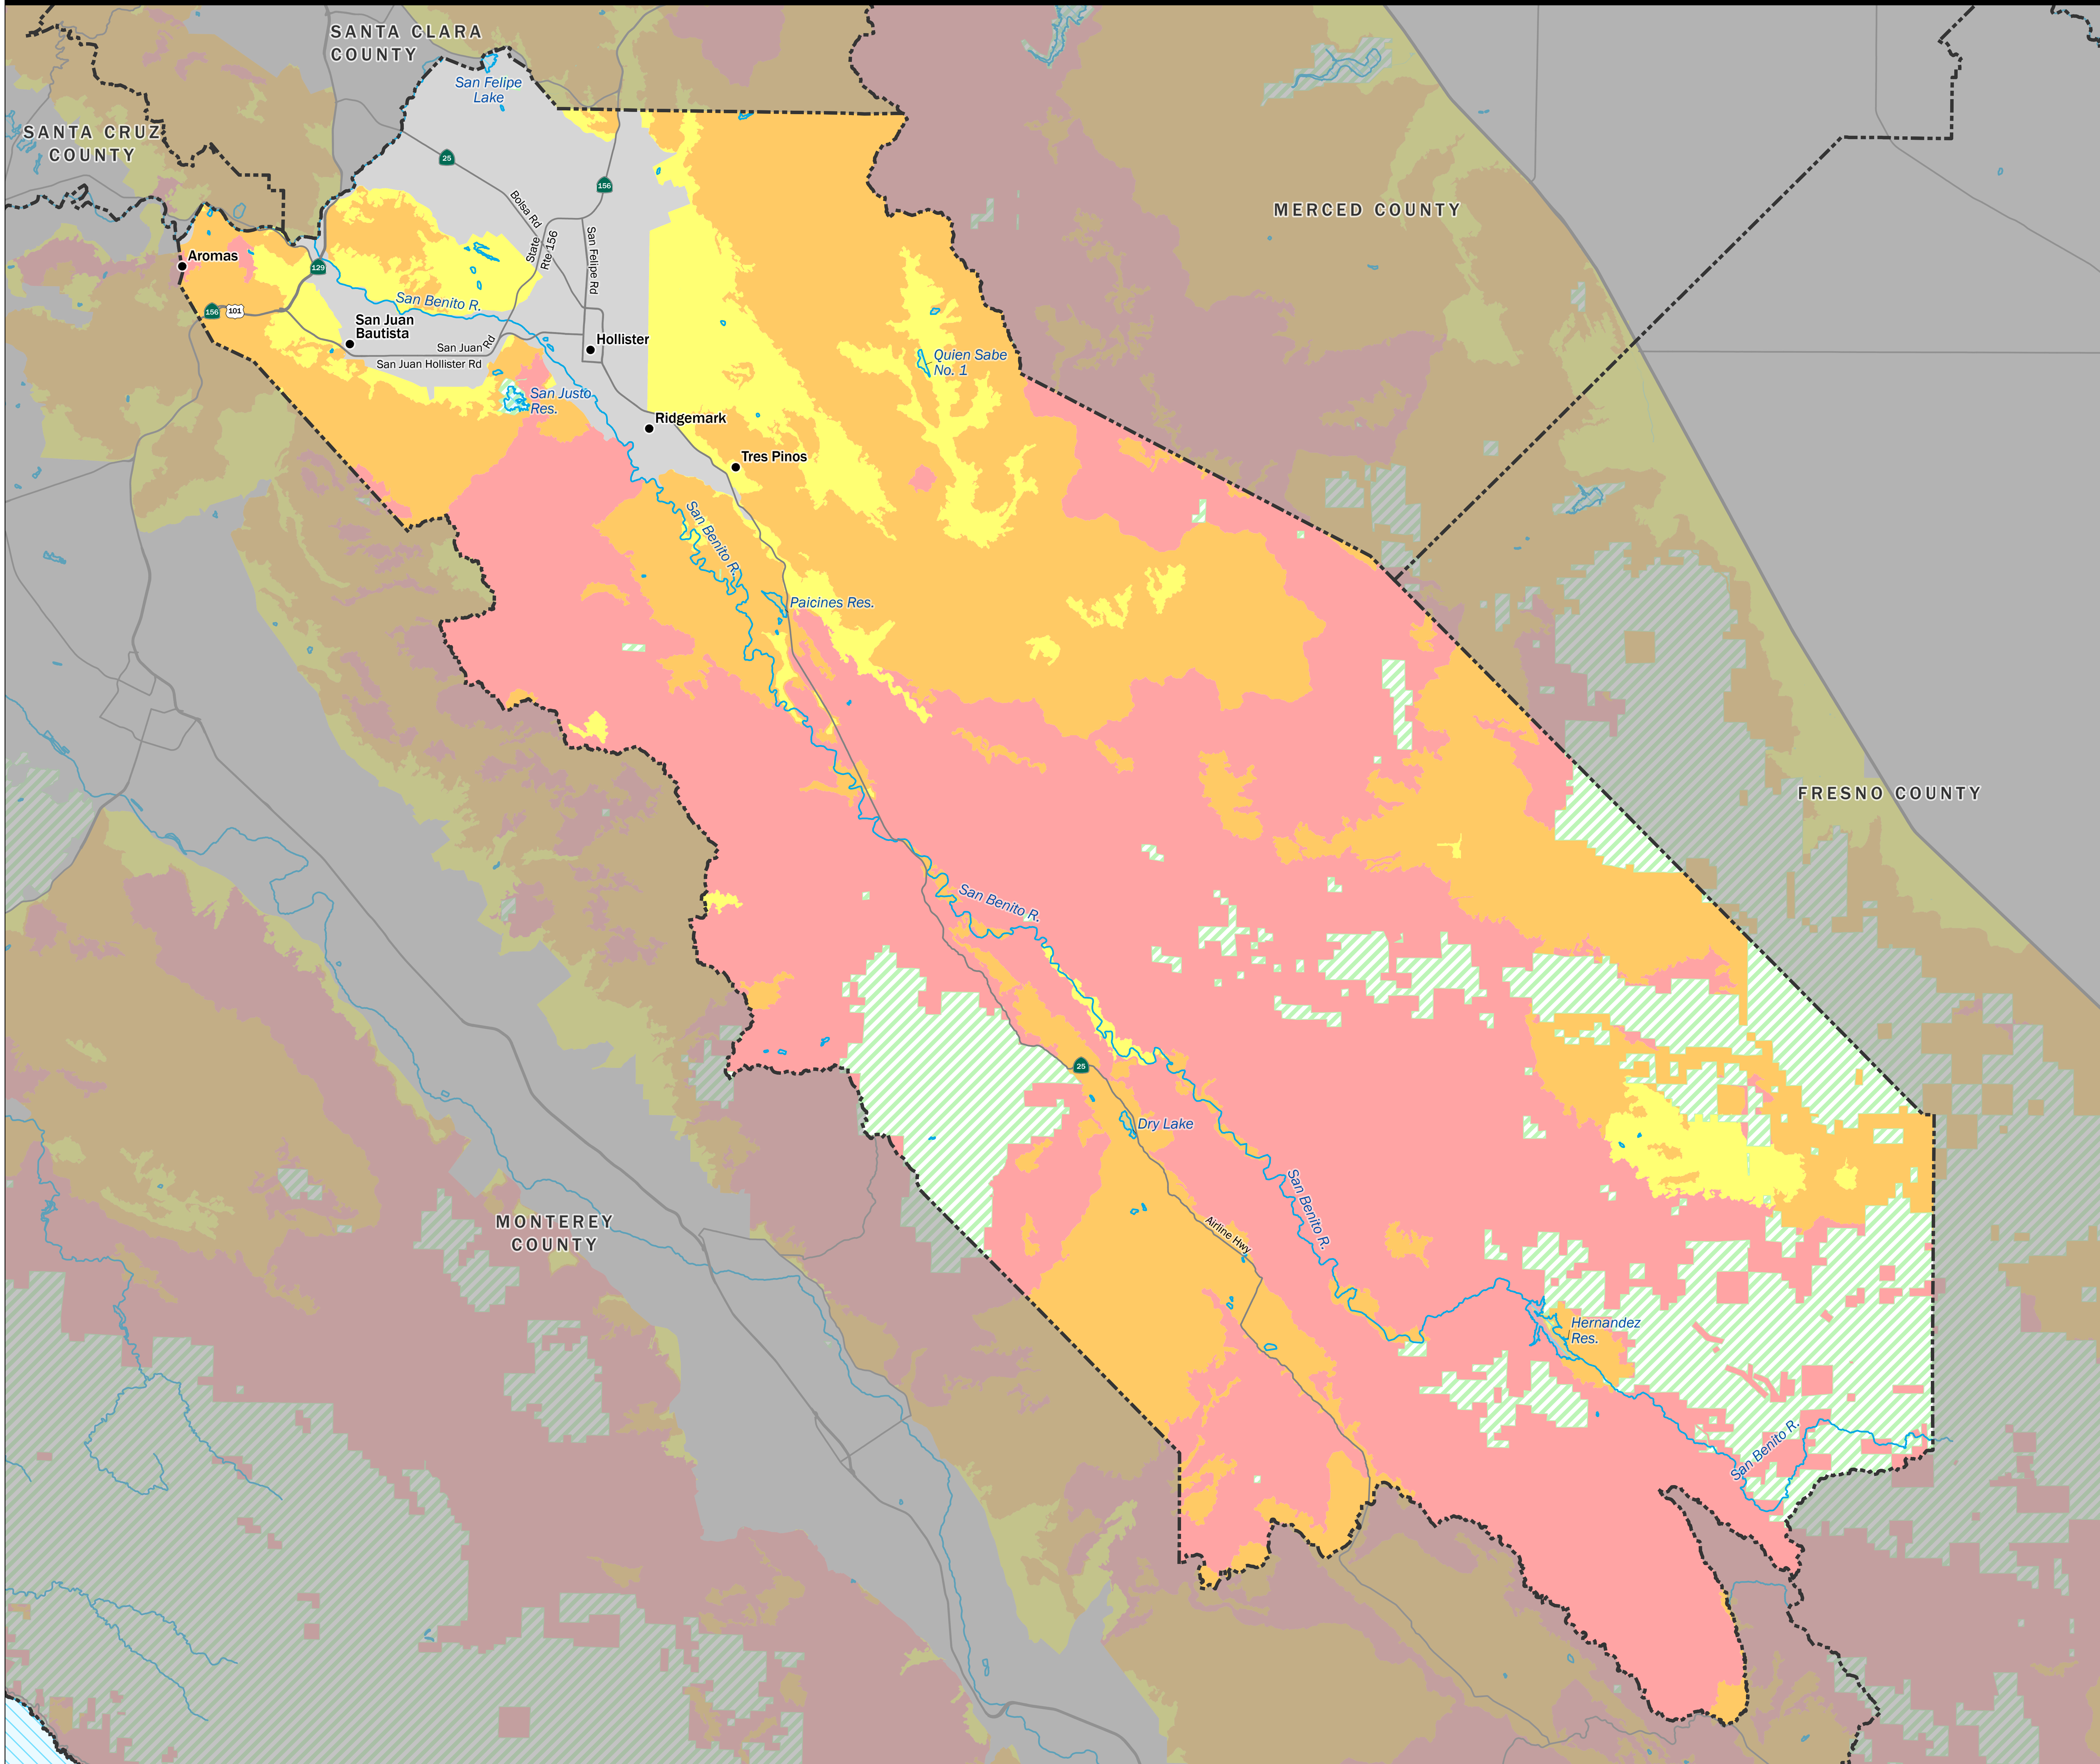 SANTA CLARA
COUNTY
San Felipe
Lake
SANTA CRUZ
COUNTY
25
156
Bolsa Rd
State
Rte 156
San Felipe Rd
MERCED COUNTY
Aromas
129
156
101
San Benito R.
San Juan
Bautista
San Juan Rd
San Juan Hollister Rd
Hollister
Quien Sabe
No. 1
San Justo
Res.
Ridgemark
Tres Pinos
San Benito R.
Paicines Res.
FRESNO COUNTY
San Benito R.
25
Dry Lake
San Benito R.
MONTEREY
COUNTY
Airline Hwy
Hernandez
Res.
San Benito R.